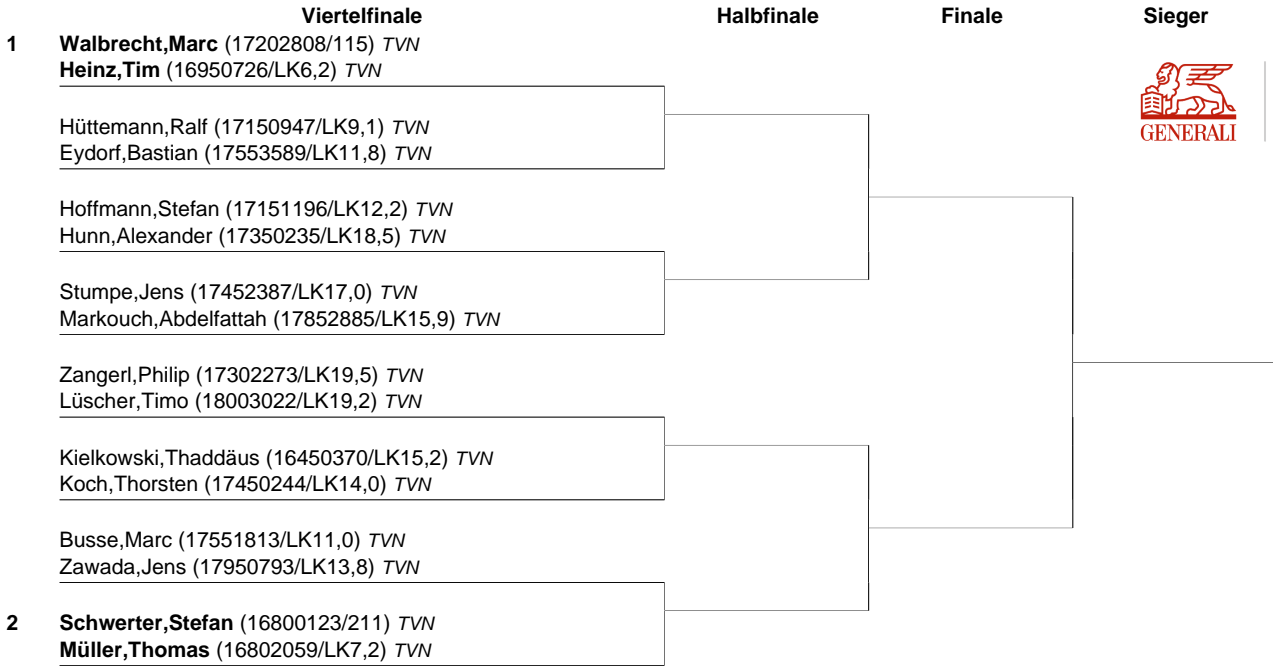 Viertelfinale Halbfinale Finale Sieger
1 Walbrecht,Marc (17202808/115) TVN
Heinz,Tim (16950726/LK6,2) TVN
GENERALI
Hüttemann,Ralf (17150947/LK9,1) TVN
Eydorf,Bastian (17553589/LK11,8) TVN
Hoffmann,Stefan (17151196/LK12,2) TVN
Hunn,Alexander (17350235/LK18,5) TVN
Stumpe,Jens (17452387/LK17,0) TVN
Markouch,Abdelfattah (17852885/LK15,9) TVN
Zangerl,Philip (17302273/LK19,5) TVN
Lüscher,Timo (18003022/LK19,2) TVN
Kielkowski,Thaddäus (16450370/LK15,2) TVN
Koch,Thorsten (17450244/LK14,0) TVN
Busse,Marc (17551813/LK11,0) TVN
Zawada,Jens (17950793/LK13,8) TVN
2 Schwerter,Stefan (16800123/211) TVN
Müller,Thomas (16802059/LK7,2) TVN